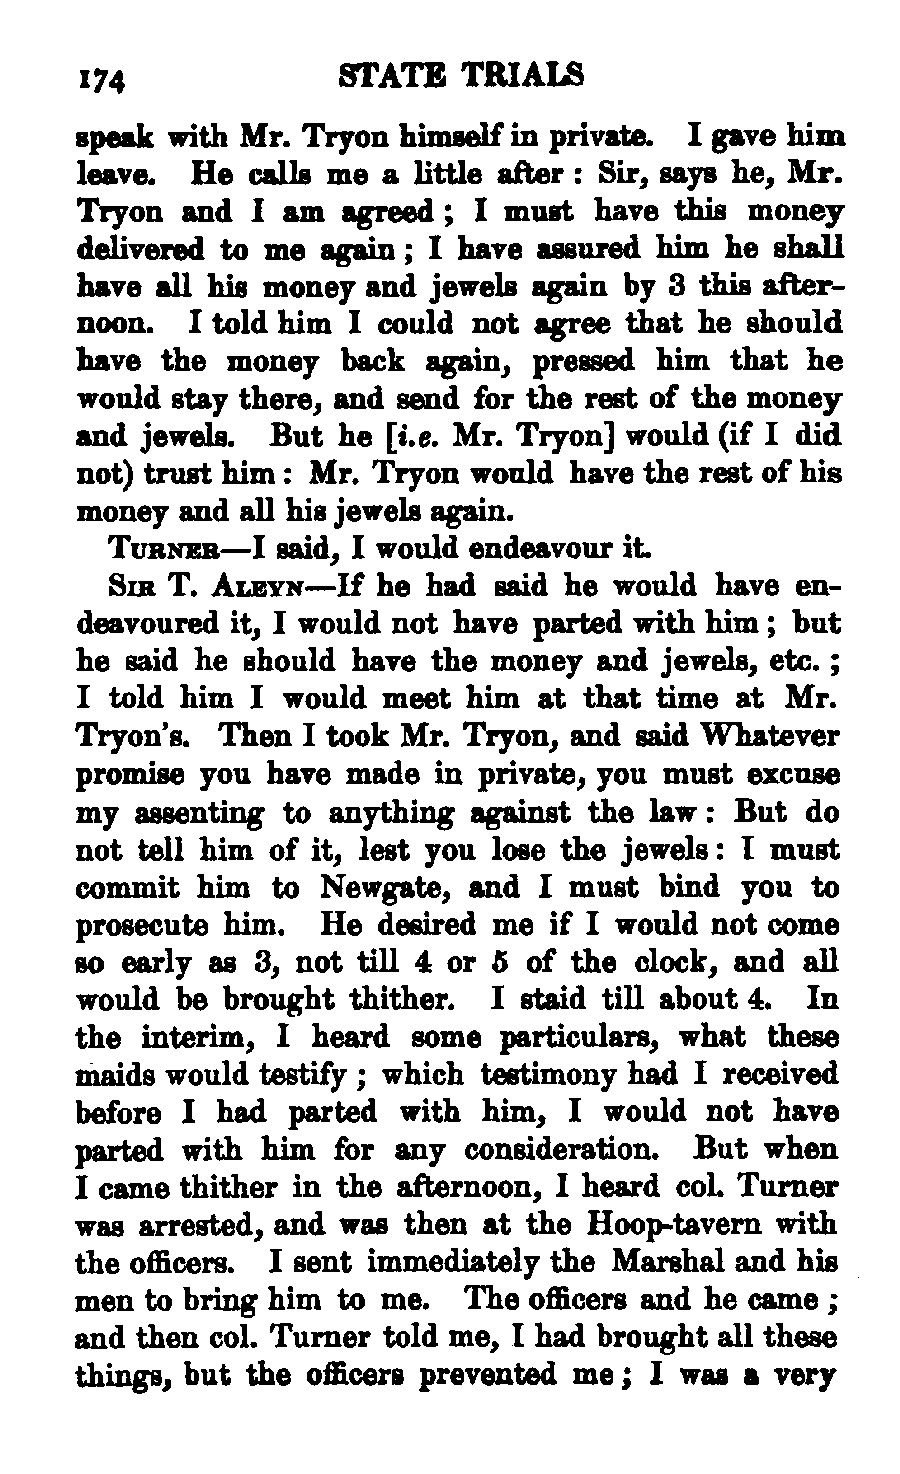 174 STATE TRIALS
speak with Mr. Tryon himself in private. I gave him
leave. He calls me a little after : Sir, says he, Mr.
Tryon and I am agreed ; I must have this money
delivered to me again ; I have assured him he shall
have all his money and jewels again by 3 this after-
noon. I told him I could not agree that he should
have the money back again, pressed him that he
would stay there, and send for the rest of the money
and jewels. But he [i.e. Mr. Tryon] would (if I did
not) trust him : Mr. Tryon would have the rest of his
money and all his jewels again.
TURNER—I said, I would endeavour it.
SIR T. ALEYN—If he had said he would have en-
deavoured it, I would not have parted with him ; but
he said he should have the money and jewels, etc. ;
I told him I would meet him at that time at Mr.
Tryon's. Then I took Mr. Tryon, and said Whatever
promise you have made in private, you must excuse
my assenting to anything against the law : But do
not tell him of it, lest you lose the jewels : I must
commit him to Newgate, and I must bind you to
prosecute him. He desired me if I would not come
so early as 3, not till 4 or 5 of the clock, and all
would be brought thither. I staid till about 4. In
the interim, I heard some particulars, what these
maids would testify ; which testimony had I received
before I had parted with him, I would not have
parted with him for any consideration. But when
I came thither in the afternoon, I heard col. Turner
was arrested, and was then at the Hoop-tavern with
the officers. I sent immediately the Marshal and his
men to bring him to me. The officers and he came ;
and then col. Turner told me, I had brought all these
things, but the officers prevented me ; I was a very